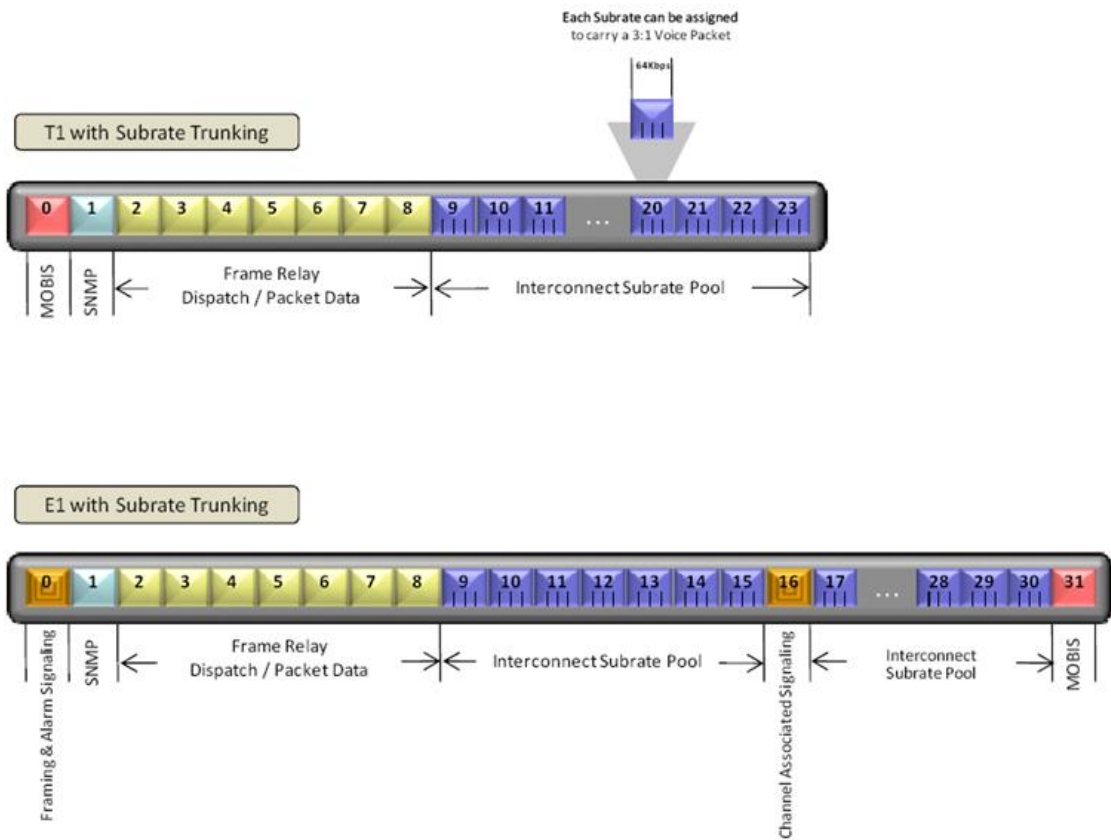 Each Subrate can be assigned
to carry a 3:1 Voice Packet
64Kbps
T1 with Subrate Trunking
0 1 2 3 4 5 6 7 8 9 10 11 ... 20 21 22 23
MOBIS
SNMP
Frame Relay
Dispatch / Packet Data
Interconnect Subrate Pool
E1 with Subrate Trunking
0 1 2 3 4 5 6 7 8 9 10 11 12 13 14 15 16 17 ... 28 29 30 31
Framing & Alarm Signaling
SNMP
Frame Relay
Dispatch / Packet Data
Interconnect Subrate Pool
Channel Associated Signaling
Interconnect
Subrate Pool
MOBIS